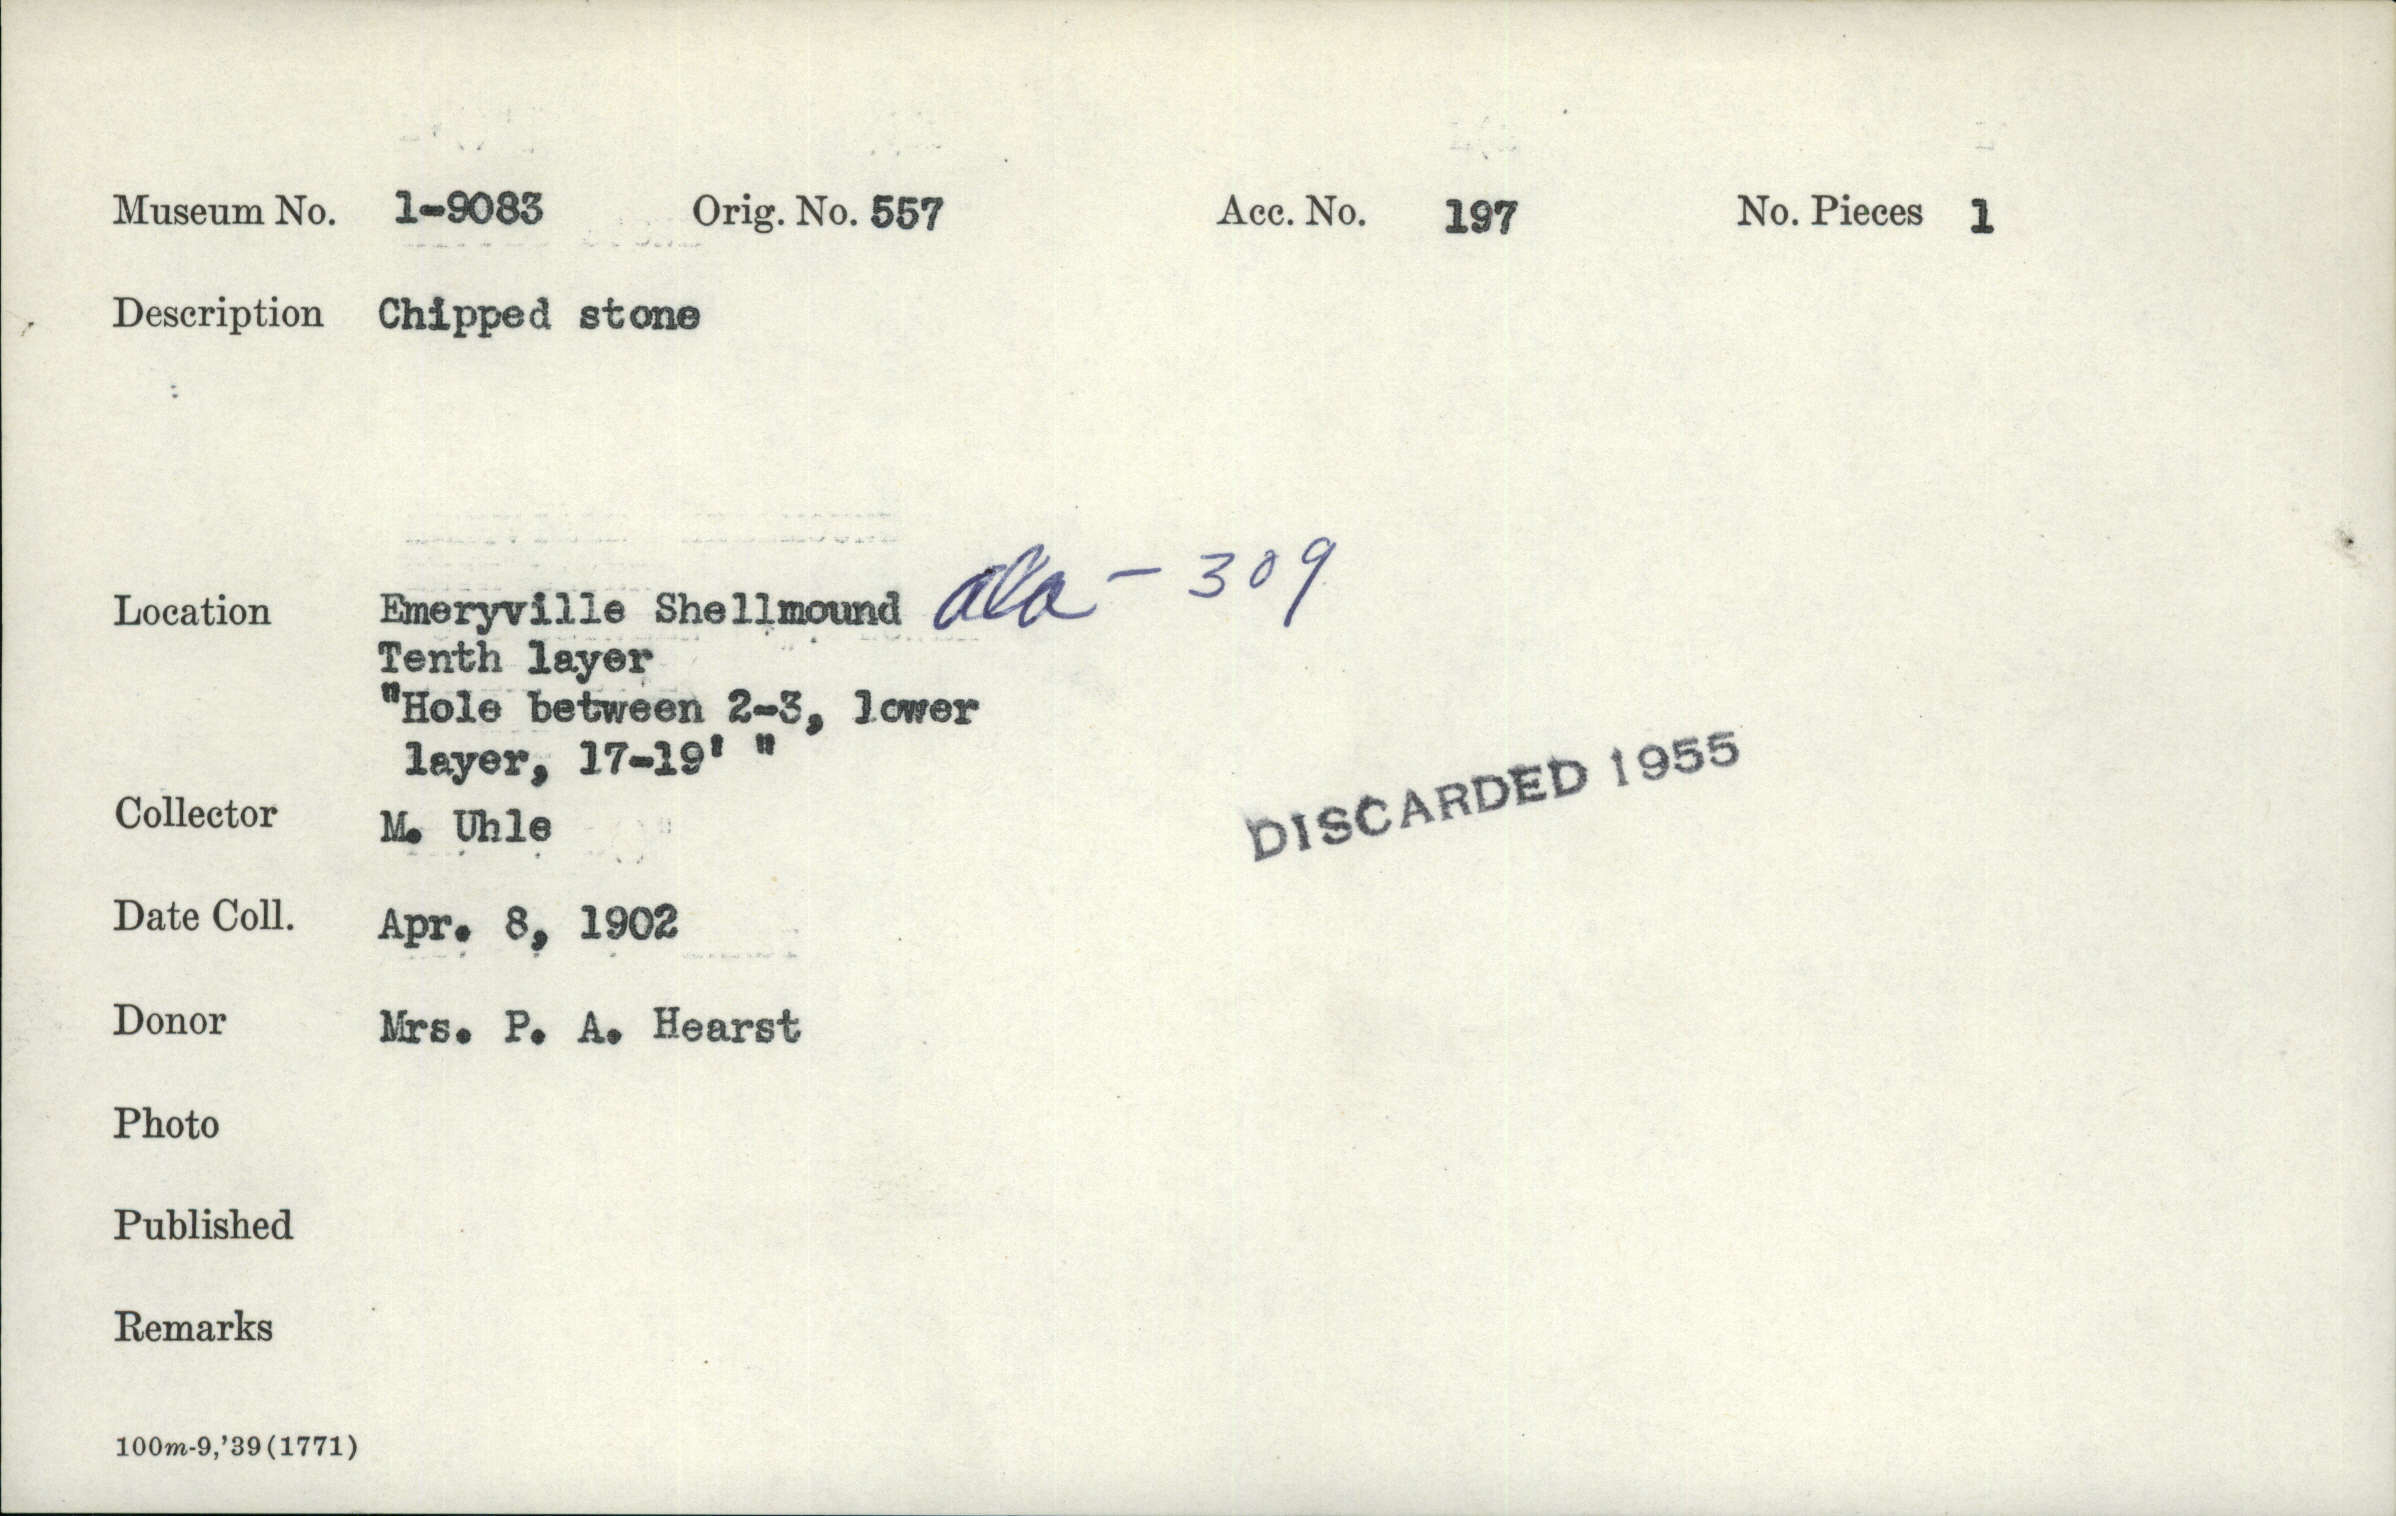 Museum No. 1-9083 Orig. No. 557 Acc. No. 197 No. Pieces 1
Description Chipped stone
Location Emeryville Shellmound ala - 309
Tenth layer
"Hole between 2-3, lower
layer, 17-19' "
DISCARDED 1955
Collector M. Uhle
Date Coll. Apr. 8, 1902
Donor Mrs. P. A. Hearst
Photo
Published
Remarks
100m-9,'39(1771)